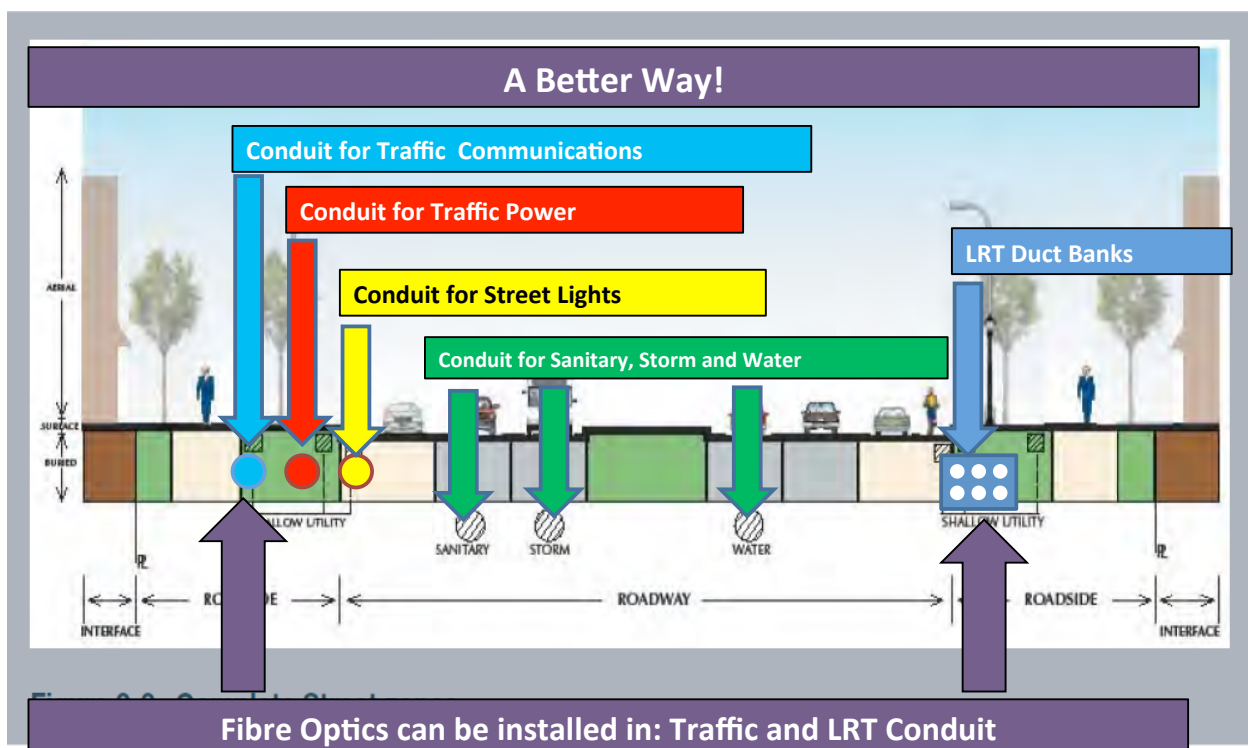 A Better Way!
Conduit for Traffic Communications
Conduit for Traffic Power
LRT Duct Banks
Conduit for Street Lights
Conduit for Sanitary, Storm and Water
AERIAL
SURFACE
BURIED
UTILITY
SHALLOW UTILITY
SANITARY
STORM
WATER
PL
PL
ROADWAY
ROADSIDE
INTERFACE
INTERFACE
Fibre Optics can be installed in: Traffic and LRT Conduit